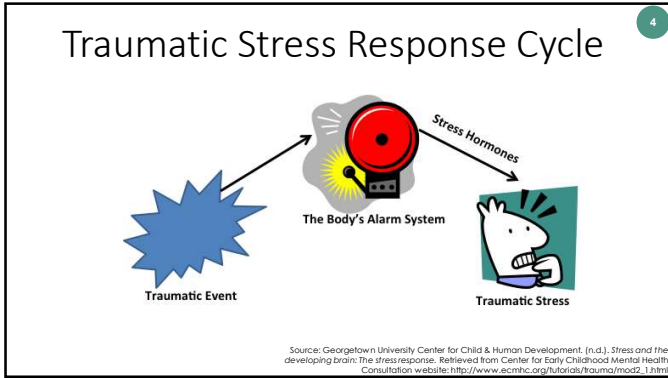 4
Traumatic Stress Response Cycle
Stress Hormones
The Body's Alarm System
Traumatic Event
Traumatic Stress
Source: Georgetown University Center for Child & Human Development. (n.d.). Stress and the
developing brain: The stress response. Retrieved from Center for Early Childhood Mental Health
Consultation website: http://www.ecmhc.org/tutorials/trauma/mod2_1.html